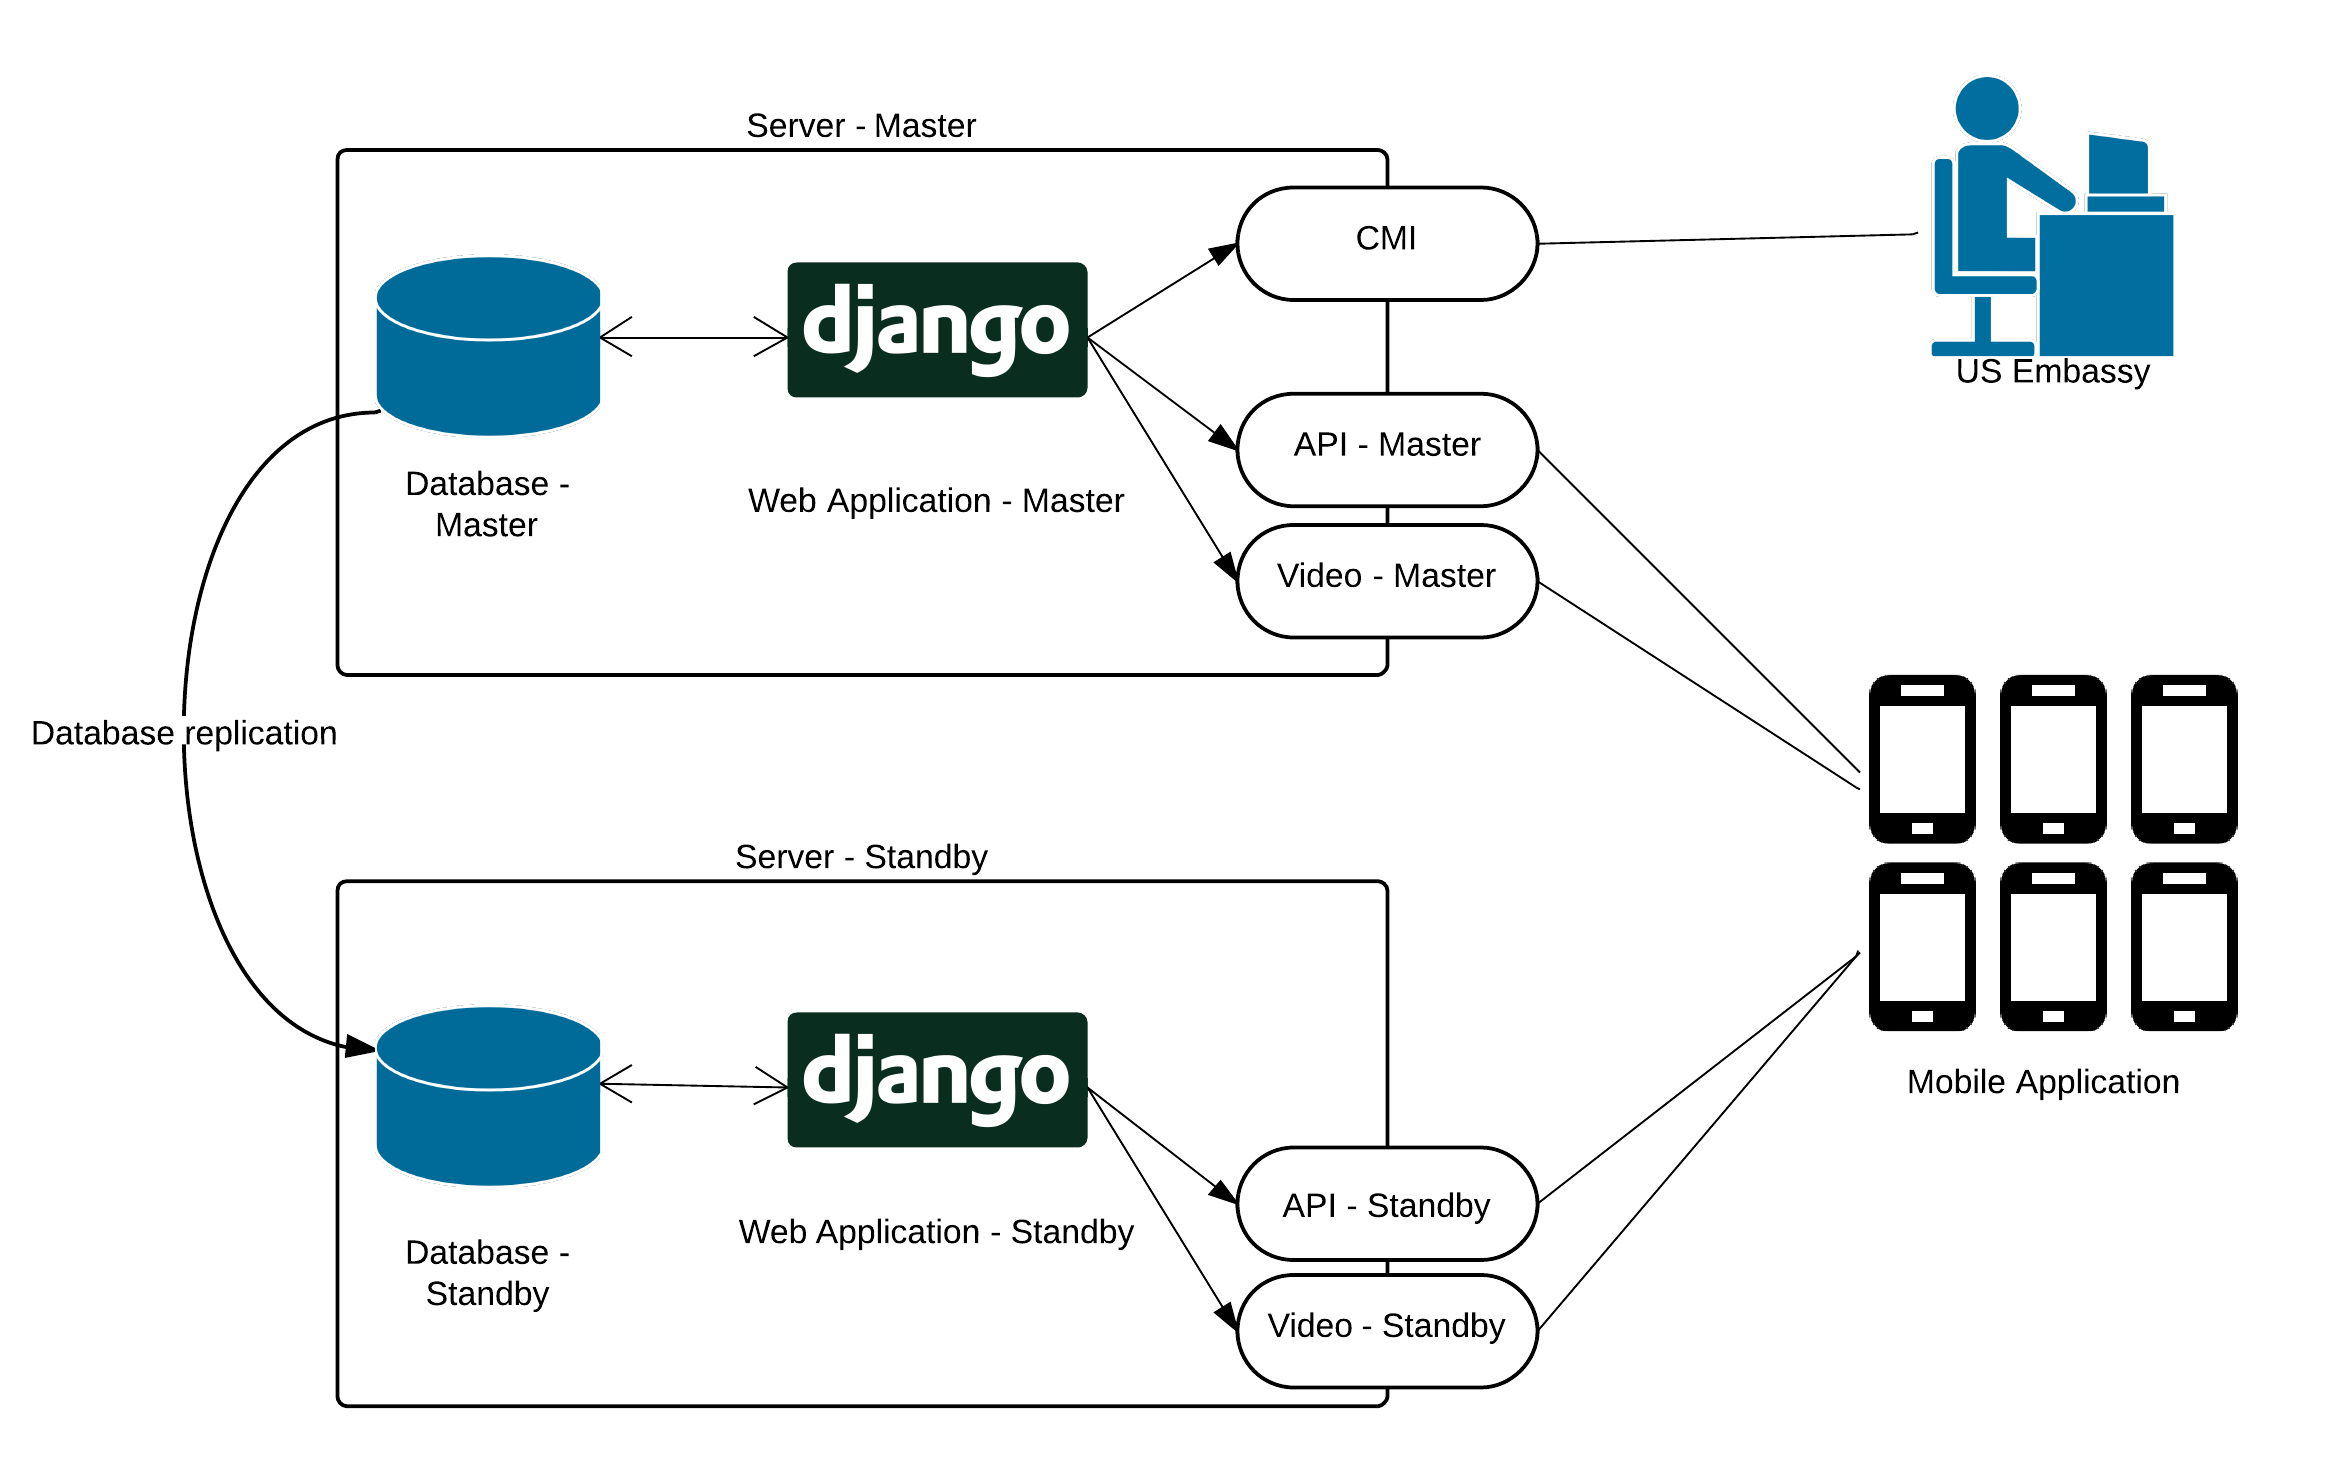 Server - Master
CMI
django
US Embassy
API - Master
Database -
Master
Web Application - Master
Video - Master
Database replication
Server - Standby
django
Mobile Application
API - Standby
Web Application - Standby
Database -
Standby
Video - Standby